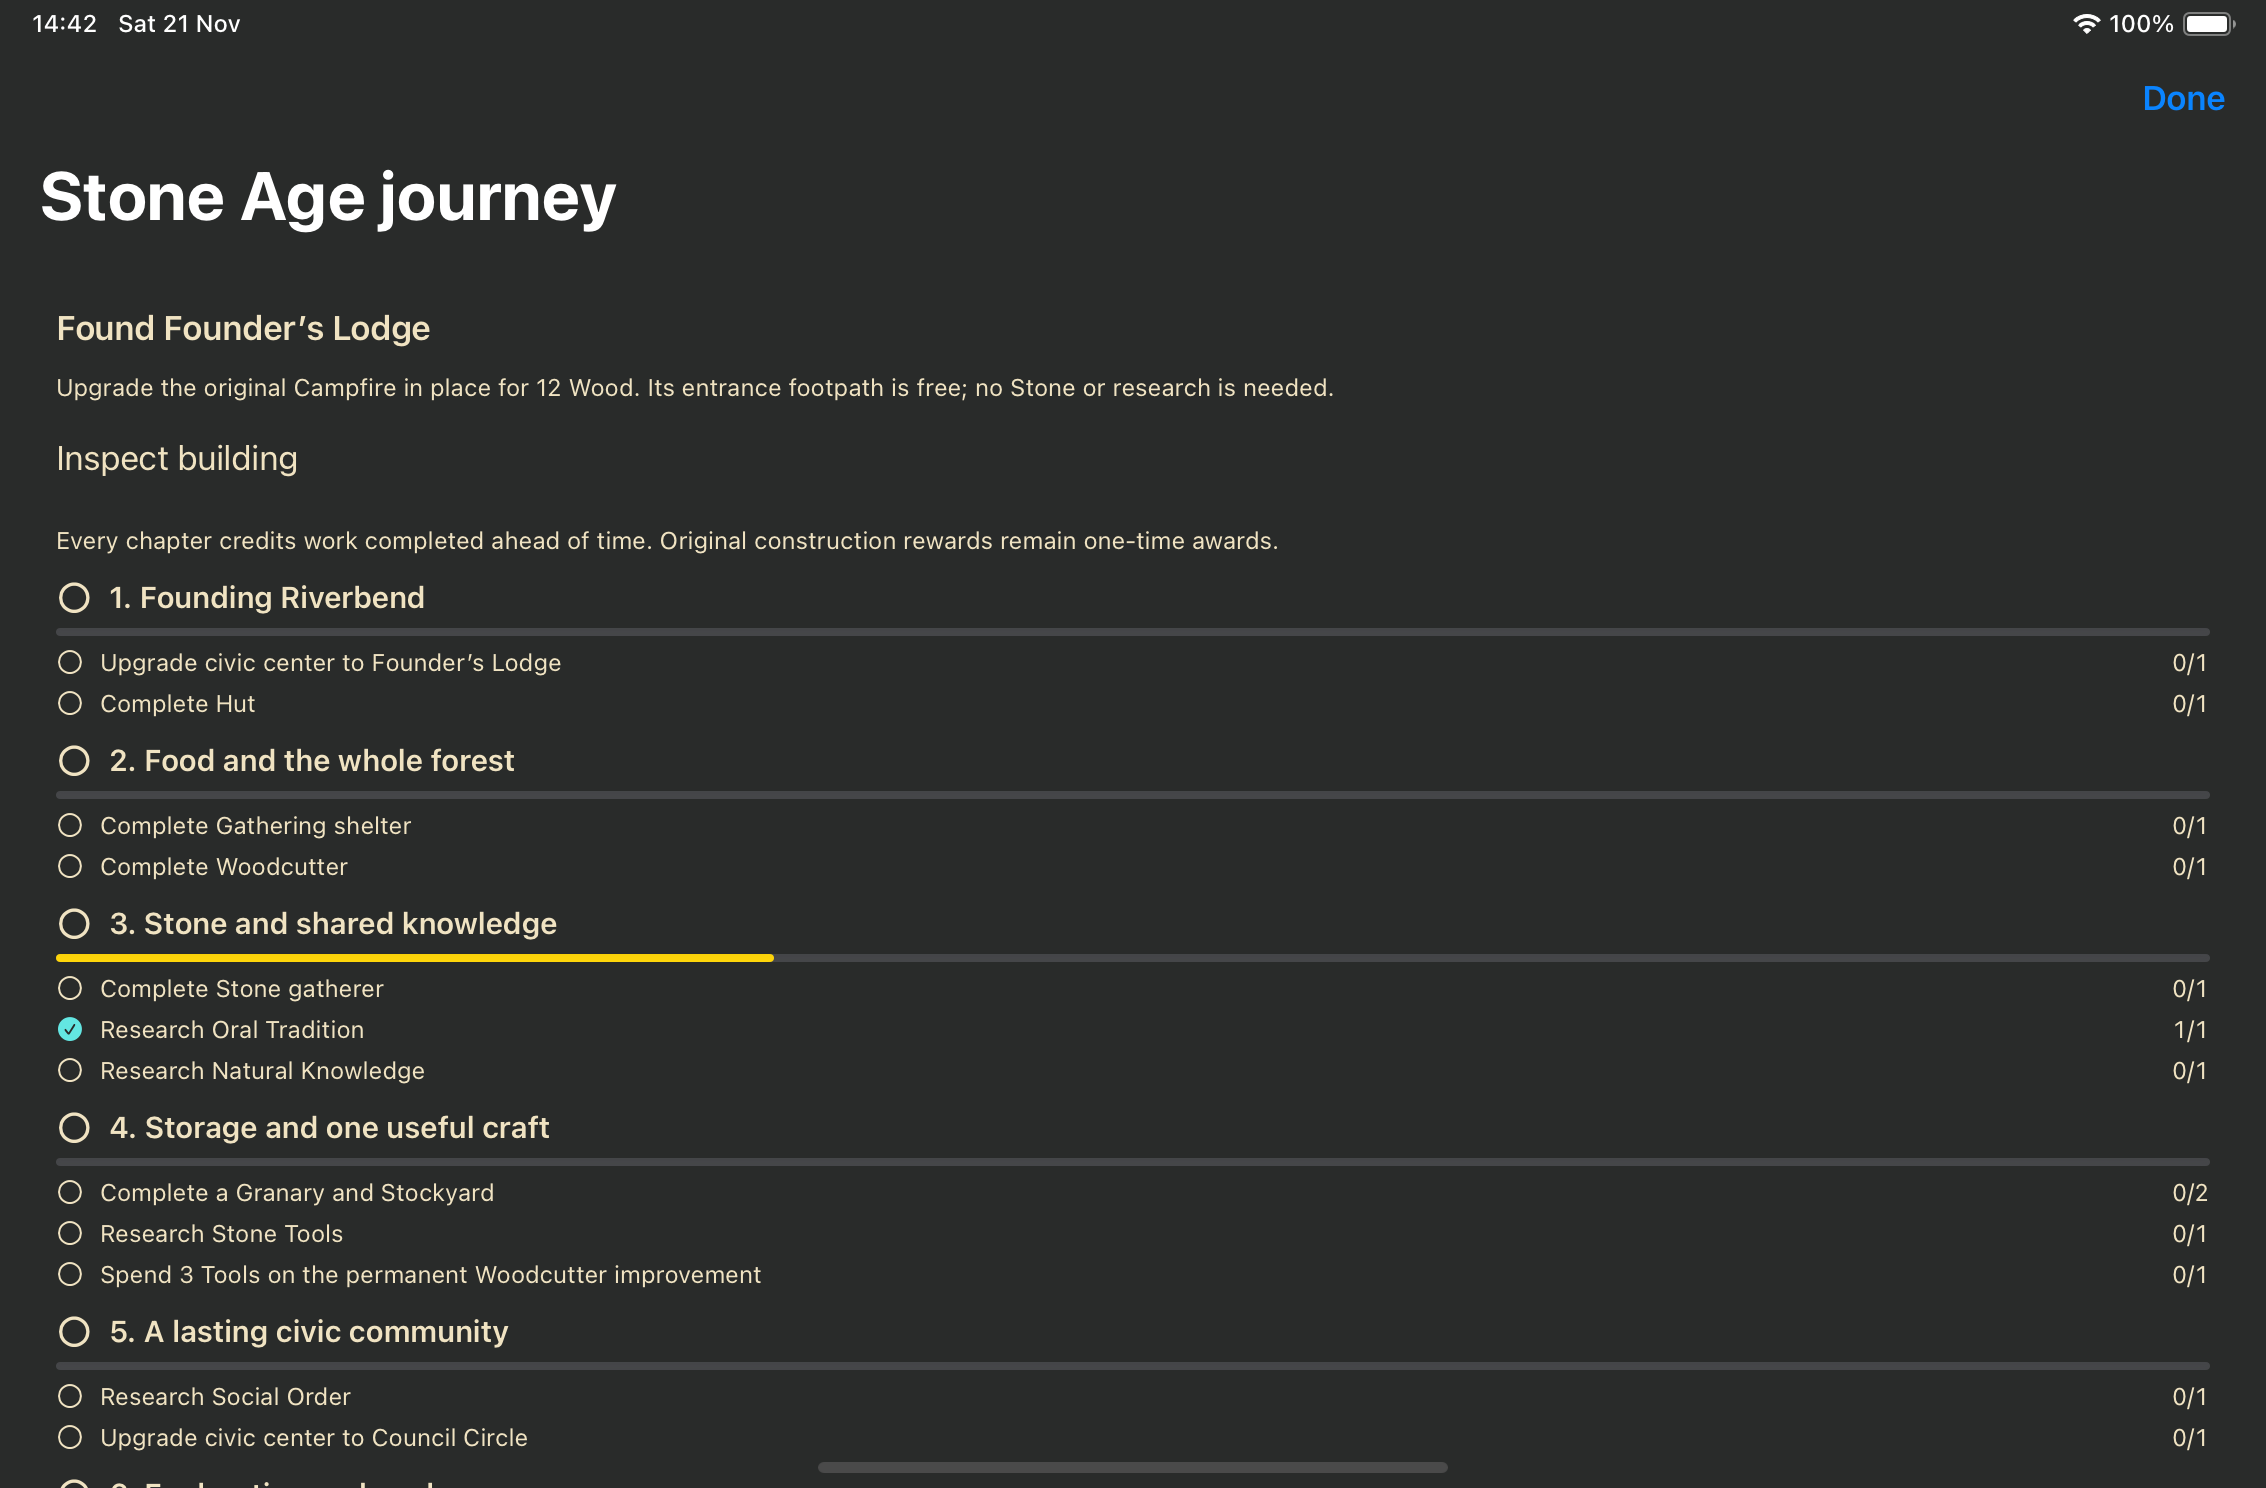 14:42 Sat 21 Nov
100%
Done
Stone Age journey
Found Founder’s Lodge
Upgrade the original Campfire in place for 12 Wood. Its entrance footpath is free; no Stone or research is needed.
Inspect building
Every chapter credits work completed ahead of time. Original construction rewards remain one-time awards.
1. Founding Riverbend
Upgrade civic center to Founder’s Lodge 0/1
Complete Hut 0/1
2. Food and the whole forest
Complete Gathering shelter 0/1
Complete Woodcutter 0/1
3. Stone and shared knowledge
Complete Stone gatherer 0/1
Research Oral Tradition 1/1
Research Natural Knowledge 0/1
4. Storage and one useful craft
Complete a Granary and Stockyard 0/2
Research Stone Tools 0/1
Spend 3 Tools on the permanent Woodcutter improvement 0/1
5. A lasting civic community
Research Social Order 0/1
Upgrade civic center to Council Circle 0/1